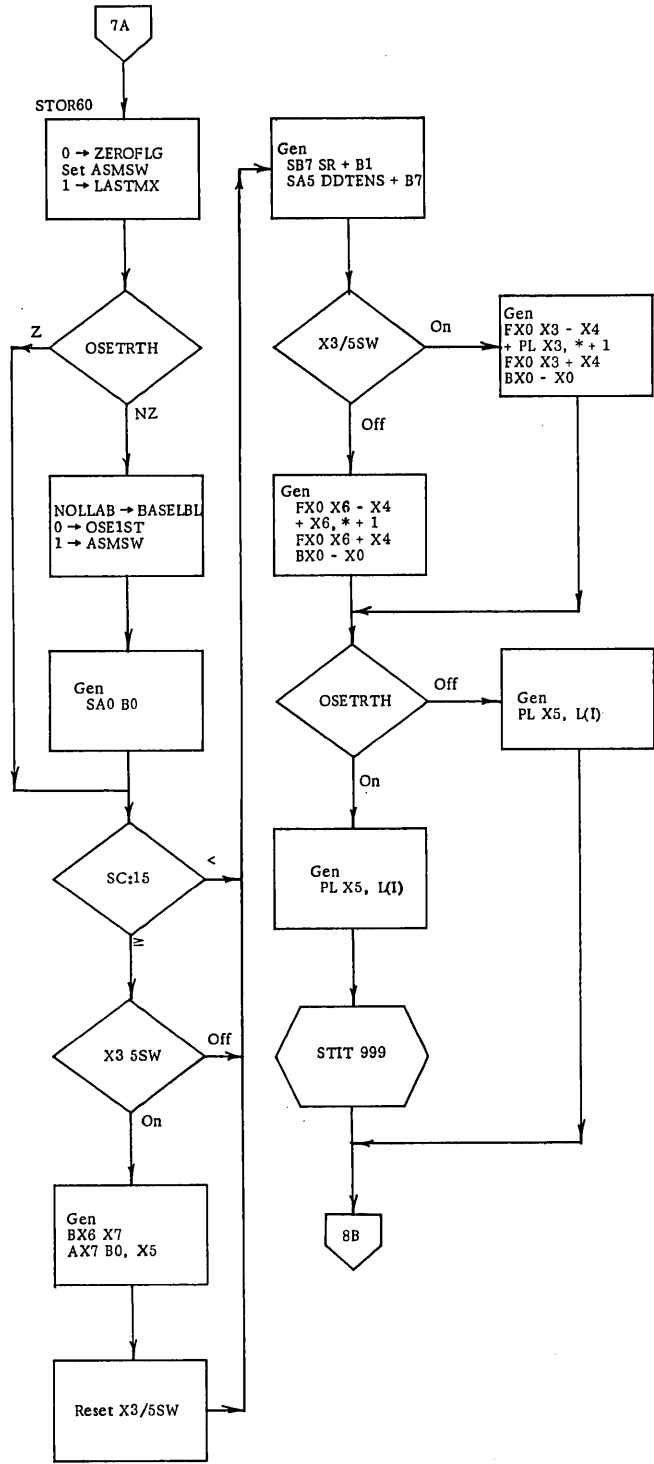 7A
STOR60
0 → ZEROFLG
Set ASMSW
1 → LASTMX
OSETRTH
Z
NZ
NOLLAB → BASELBL
0 → OSE1ST
1 → ASMSW
Gen
SA0 B0
SC:15
<
≥
X3 5SW
Off
On
Gen
BX6 X7
AX7 B0, X5
Reset X3/5SW
Gen
SB7 SR + B1
SA5 DDTENS + B7
X3/5SW
On
Off
Gen
FX0 X3 - X4
+ PL X3, * + 1
FX0 X3 + X4
BX0 - X0
Gen
FX0 X6 - X4
+ X6, * + 1
FX0 X6 + X4
BX0 - X0
OSETRTH
Off
On
Gen
PL X5, L(I)
Gen
PL X5, L(I)
STIT 999
8B